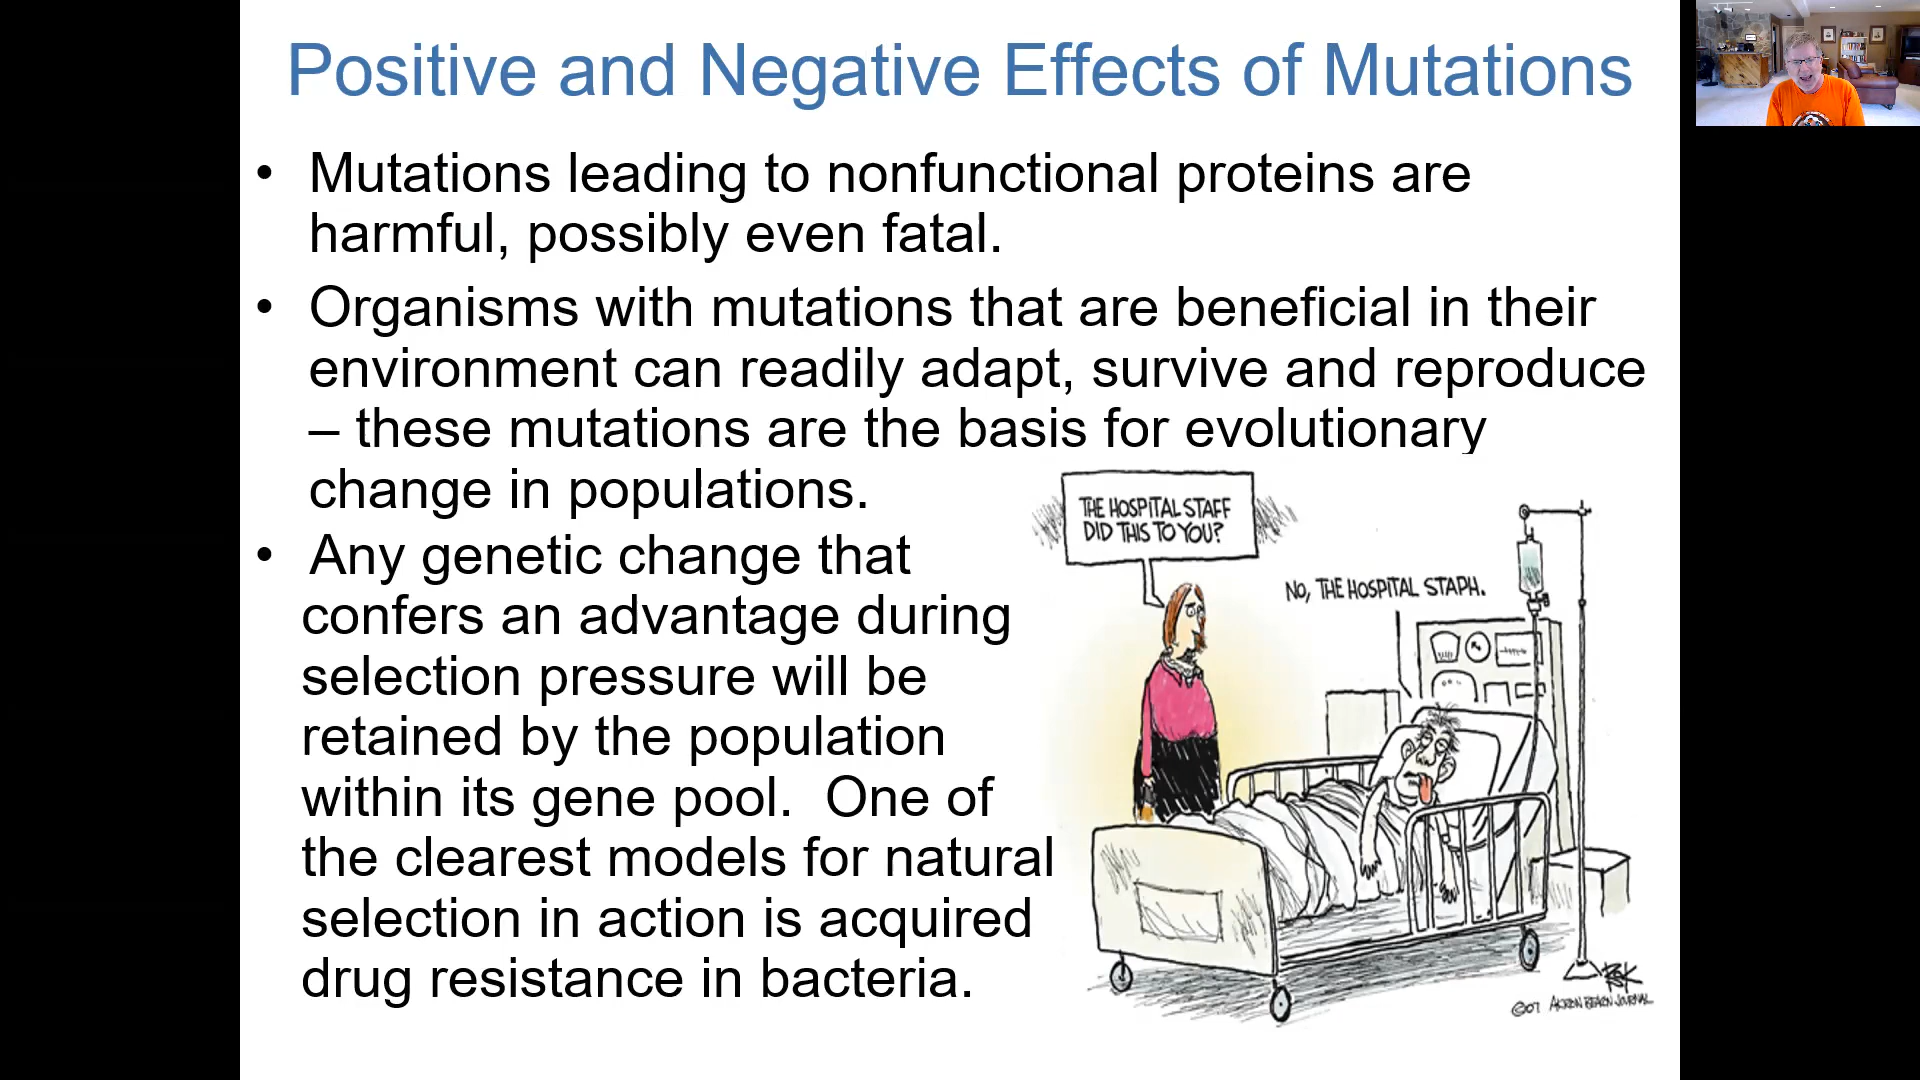 Positive and Negative Effects of Mutations
• Mutations leading to nonfunctional proteins are
harmful, possibly even fatal.
• Organisms with mutations that are beneficial in their
environment can readily adapt, survive and reproduce
– these mutations are the basis for evolutionary
change in populations.
• Any genetic change that
confers an advantage during
selection pressure will be
retained by the population
within its gene pool.  One of
the clearest models for natural
selection in action is acquired
drug resistance in bacteria.
THE HOSPITAL STAFF
DID THIS TO YOU?
NO, THE HOSPITAL STAPH.
©07 AKRON BEACON JOURNAL